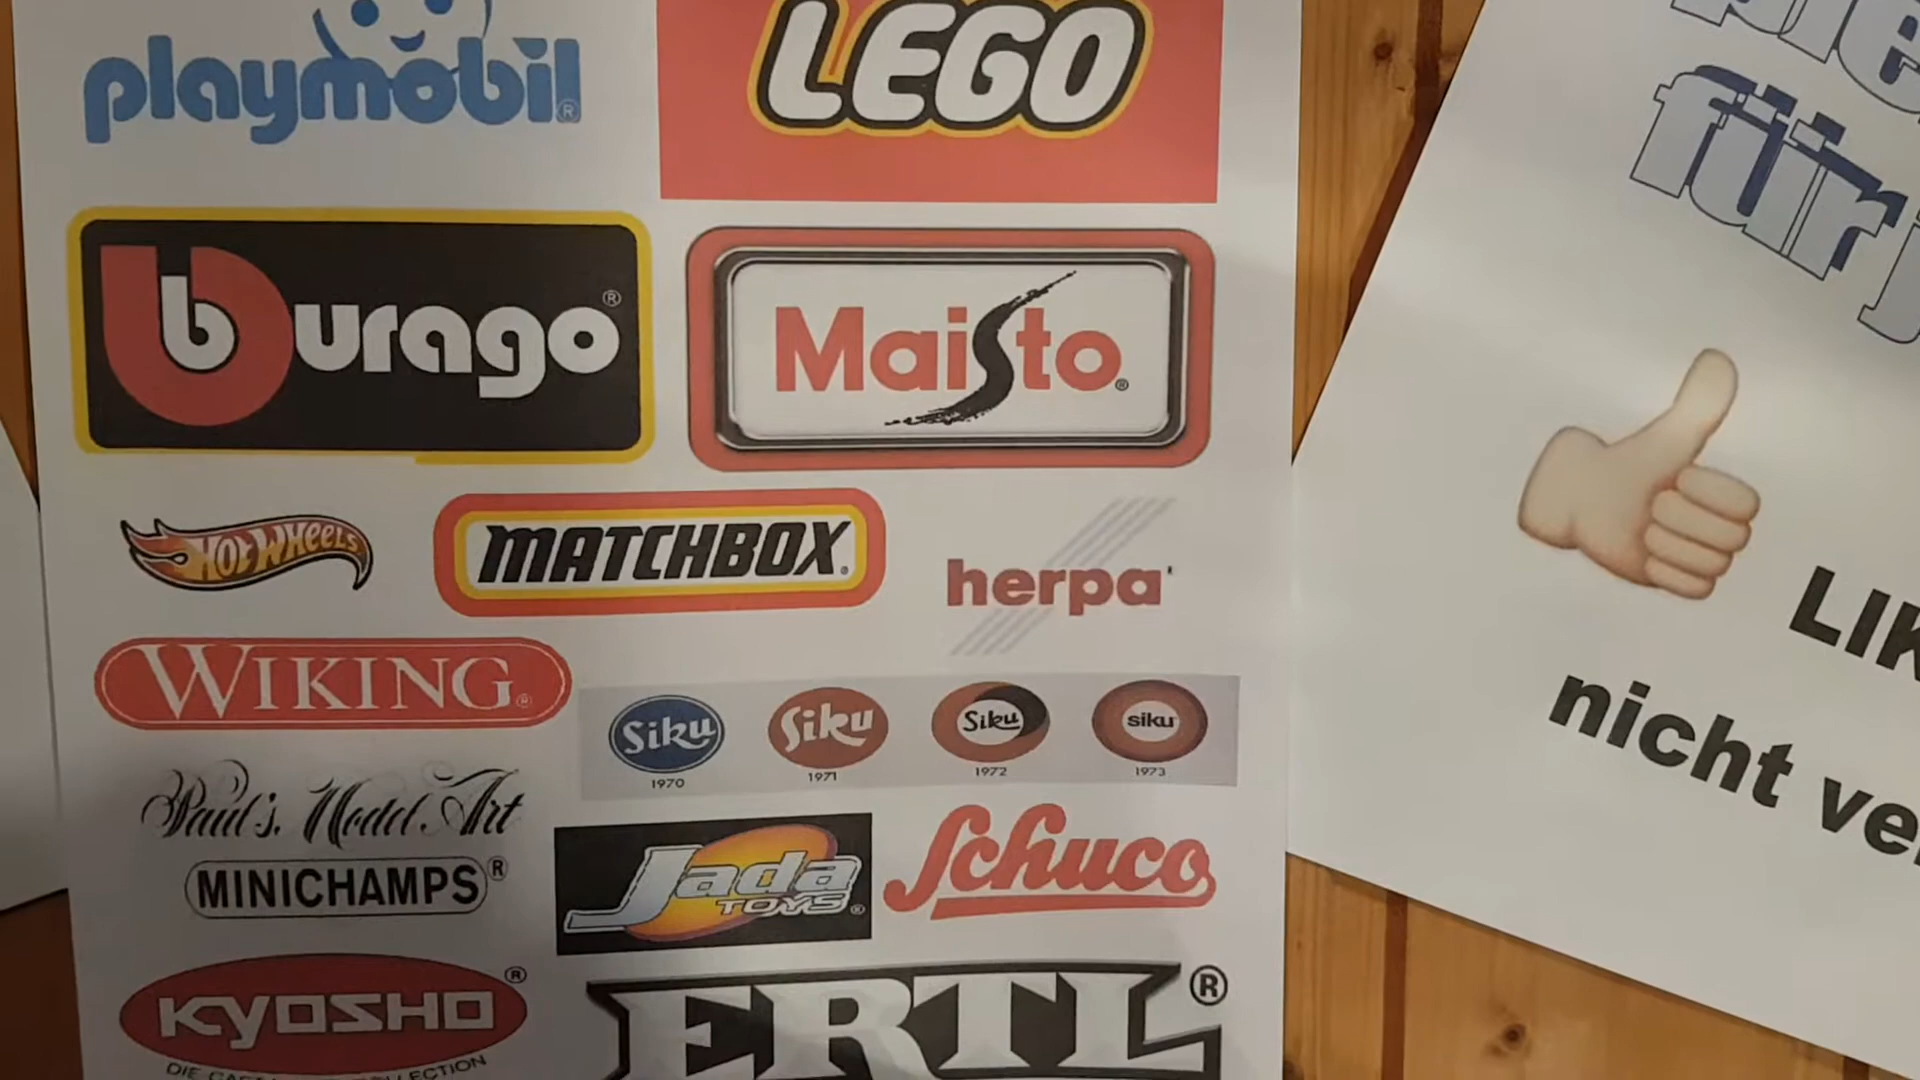 playmobil®
LEGO
burago®
Maisto®
HOT WHEELS
MATCHBOX®
herpa
WIKING®
Siku Siku Siku siku
1970 1971 1972 1973
Paul's Model Art
MINICHAMPS®
Jada
TOYS®
Schuco
KYOSHO®
ERTL®
für
LIK
nicht ve